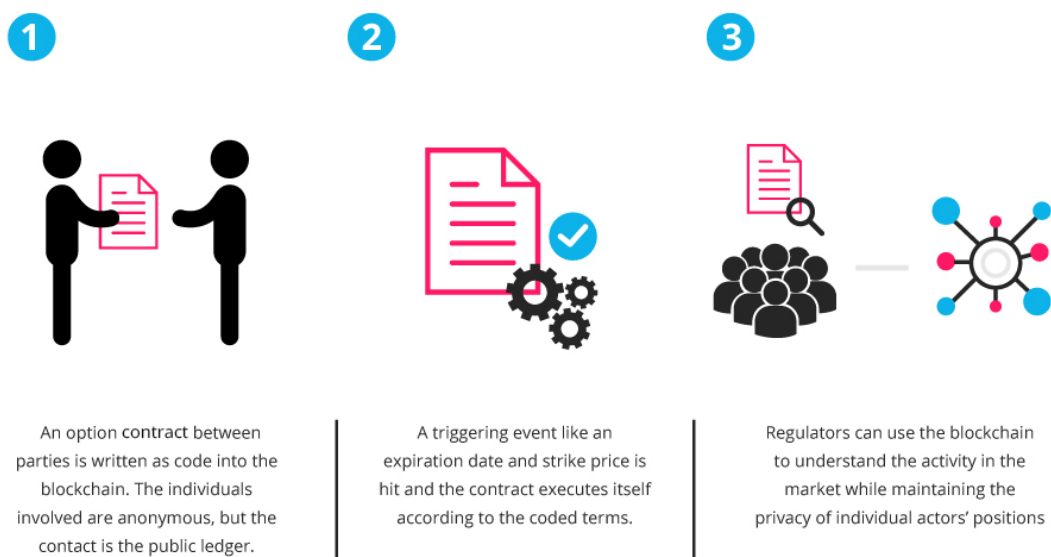 1
An option contract between
parties is written as code into the
blockchain. The individuals
involved are anonymous, but the
contact is the public ledger.
2
A triggering event like an
expiration date and strike price is
hit and the contract executes itself
according to the coded terms.
3
Regulators can use the blockchain
to understand the activity in the
market while maintaining the
privacy of individual actors’ positions